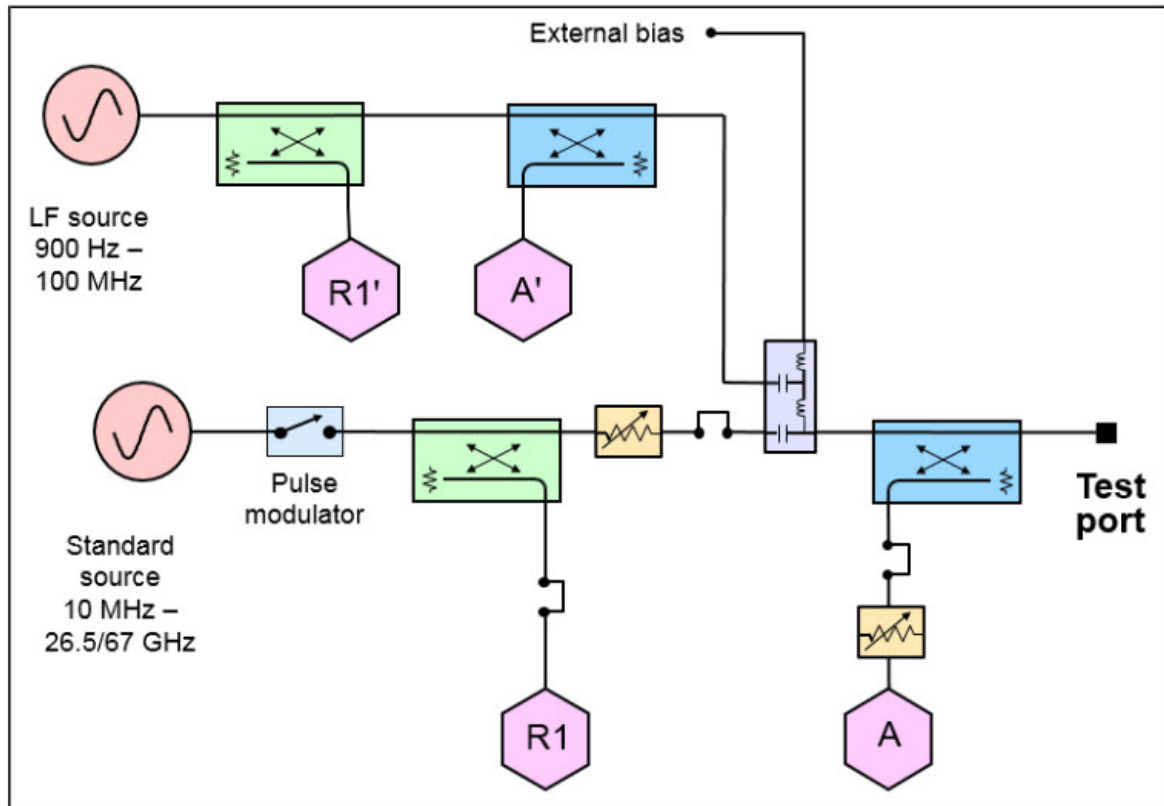 External bias
LF source
900 Hz –
100 MHz
R1'
A'
Pulse
modulator
Standard
source
10 MHz –
26.5/67 GHz
Test
port
R1
A